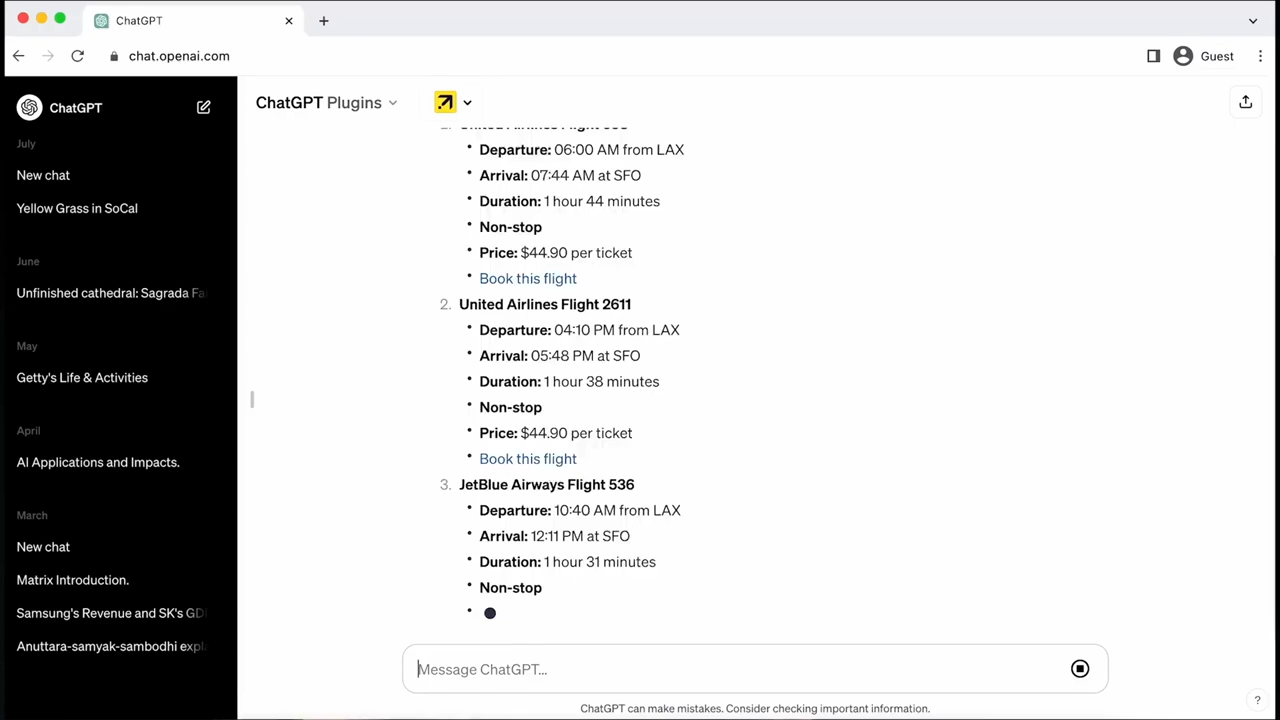 ChatGPT
chat.openai.com
Guest
ChatGPT
July
New chat
Yellow Grass in SoCal
June
Unfinished cathedral: Sagrada Fa
May
Getty's Life & Activities
April
AI Applications and Impacts.
March
New chat
Matrix Introduction.
Samsung's Revenue and SK's GD
Anuttara-samyak-sambodhi expl
ChatGPT Plugins
United Airlines Flight
Departure: 06:00 AM from LAX
Arrival: 07:44 AM at SFO
Duration: 1 hour 44 minutes
Non-stop
Price: $44.90 per ticket
Book this flight
2. United Airlines Flight 2611
Departure: 04:10 PM from LAX
Arrival: 05:48 PM at SFO
Duration: 1 hour 38 minutes
Non-stop
Price: $44.90 per ticket
Book this flight
3. JetBlue Airways Flight 536
Departure: 10:40 AM from LAX
Arrival: 12:11 PM at SFO
Duration: 1 hour 31 minutes
Non-stop
Message ChatGPT...
ChatGPT can make mistakes. Consider checking important information.
?